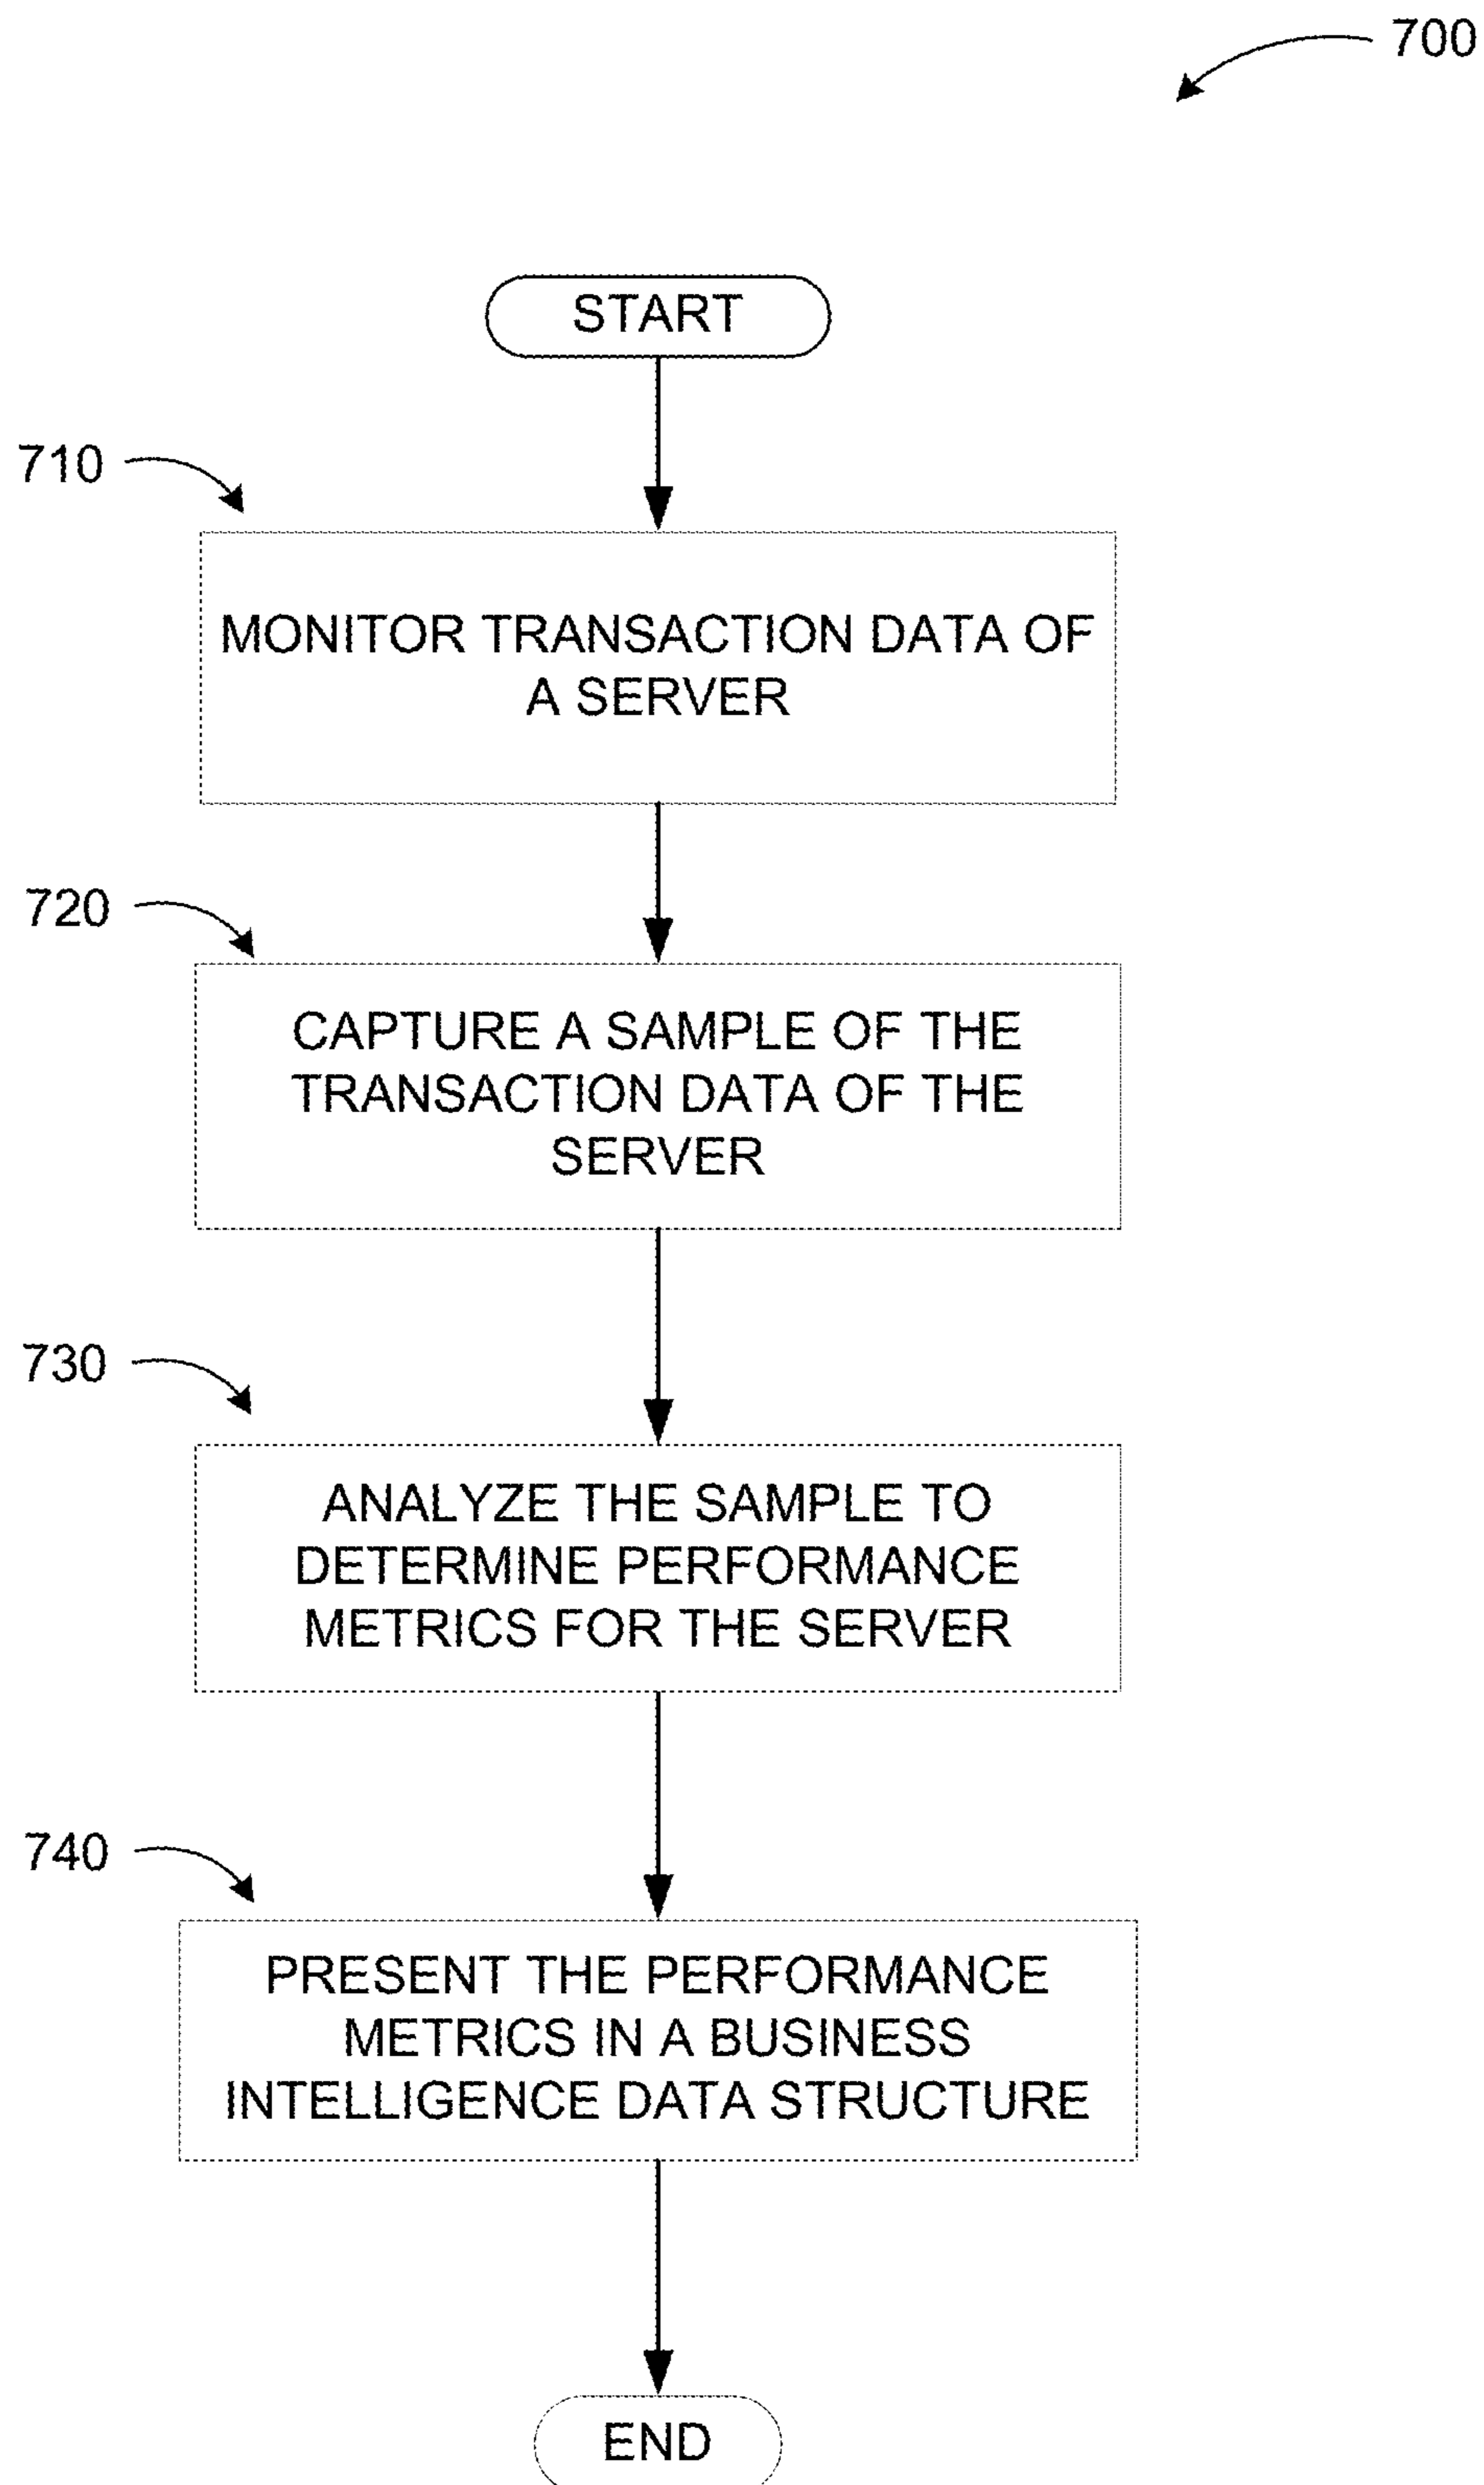 700
START
710
MONITOR TRANSACTION DATA OF
A SERVER
720
CAPTURE A SAMPLE OF THE
TRANSACTION DATA OF THE
SERVER
730
ANALYZE THE SAMPLE TO
DETERMINE PERFORMANCE
METRICS FOR THE SERVER
740
PRESENT THE PERFORMANCE
METRICS IN A BUSINESS
INTELLIGENCE DATA STRUCTURE
END